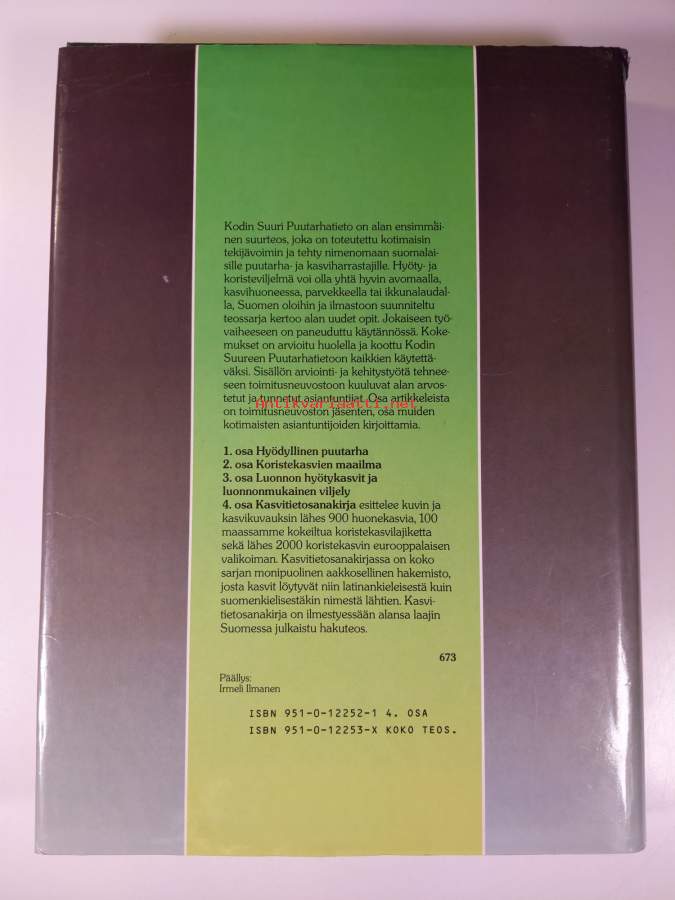 Kodin Suuri Puutarhatieto on alan ensimmäi-
nen suurteos, joka on toteutettu kotimaisin
tekijävoimin ja tehty nimenomaan suomalai-
sille puutarha- ja kasviharrastajille. Hyöty- ja
koristeviljelmä voi olla yhtä hyvin avomaalla,
kasvihuoneessa, parvekkeella tai ikkunalaudal-
la, Suomen oloihin ja ilmastoon suunniteltu
teossarja kertoo alan uudet opit. Jokaiseen työ-
vaiheeseen on paneuduttu käytännössä. Koke-
mukset on arvioitu huolella ja koottu Kodin
Suureen Puutarhatietoon kaikkien käytettä-
väksi. Sisällön arviointi- ja kehitystyötä tehnee-
seen toimitusneuvostoon kuuluvat alan arvos-
tetut ja tunnetut asiantuntijat. Osa artikkeleista
antikvariaatti.net
on toimitusneuvoston jäsenten, osa muiden
kotimaisten asiantuntijoiden kirjoittamia.
1. osa Hyödyllinen puutarha
2. osa Koristekasvien maailma
3. osa Luonnon hyötykasvit ja
luonnonmukainen viljely
4. osa Kasvitietosanakirja esittelee kuvin ja
kasvikuvauksin lähes 900 huonekasvia, 100
maassamme kokeiltua koristekasvilajiketta
sekä lähes 2000 koristekasvin eurooppalaisen
valikoiman. Kasvitietosanakirjassa on koko
sarjan monipuolinen aakkosellinen hakemisto,
josta kasvit löytyvät niin latinankieleisestä kuin
suomenkielisestäkin nimestä lähtien. Kasvi-
tietosanakirja on ilmestyessään alansa laajin
Suomessa julkaistu hakuteos.
673
Päällys:
Irmeli Ilmanen
ISBN 951-0-12252-1 4. OSA
ISBN 951-0-12253-X KOKO TEOS.